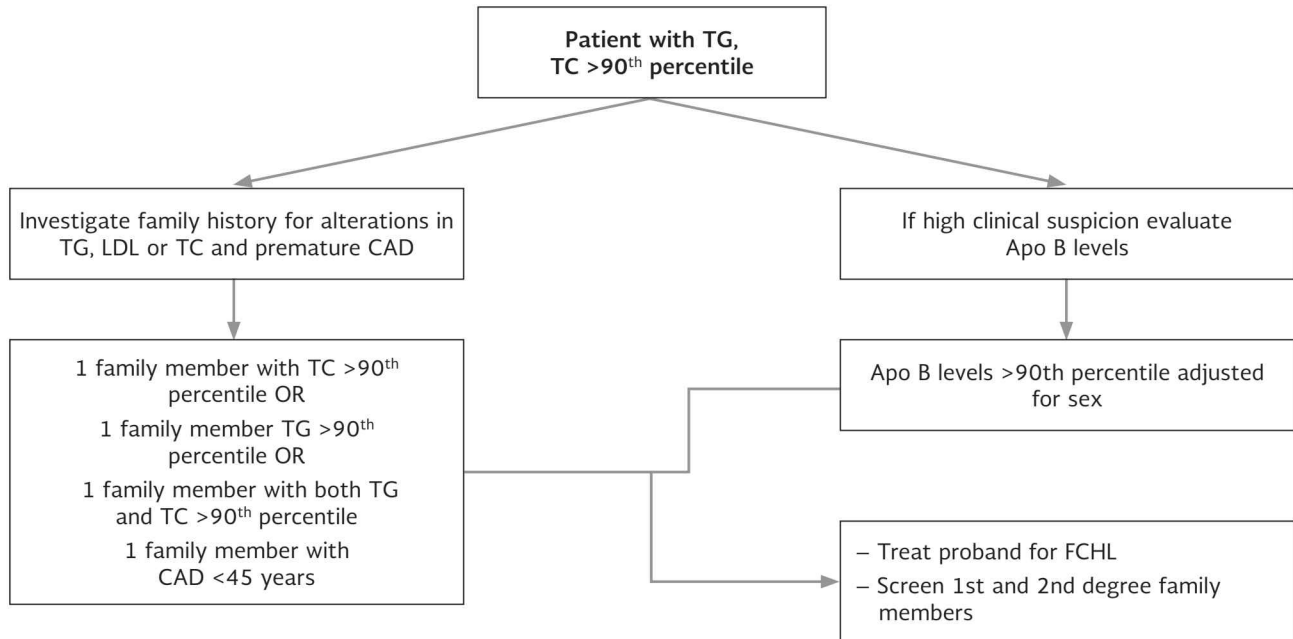 Patient with TG,
TC >90th percentile
Investigate family history for alterations in
TG, LDL or TC and premature CAD
If high clinical suspicion evaluate
Apo B levels
1 family member with TC >90th
percentile OR
1 family member TG >90th
percentile OR
1 family member with both TG
and TC >90th percentile
1 family member with
CAD <45 years
Apo B levels >90th percentile adjusted
for sex
– Treat proband for FCHL
– Screen 1st and 2nd degree family
members